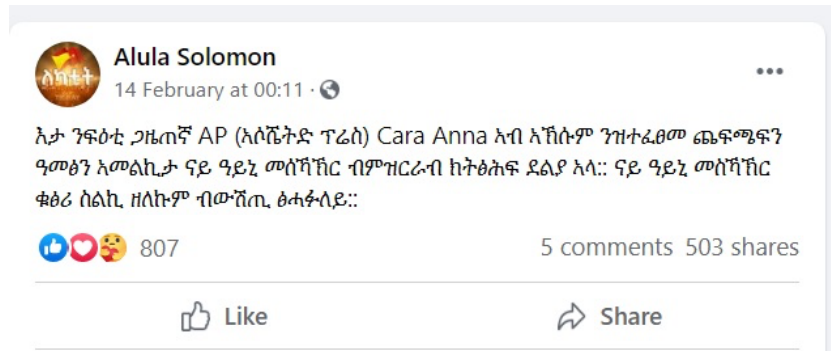 ለክቲት
Alula Solomon
14 February at 00:11 ·
እታ ንፍዕቲ ጋዜጠኛ AP (ኣሶሼትድ ፕሬስ) Cara Anna ኣብ ኣኽሱም ንዝተፈፀመ ጨፍጫፍን
ዓመፅን ኣመልኪታ ናይ ዓይኒ መሰኻኽር ብምዝርራብ ክትፅሕፍ ደልያ ኣላ:: ናይ ዓይኒ መስኻኽር
ቁፅሪ ስልኪ ዘለኩም ብውሽጢ ፅሓፉለይ::
807
5 comments 503 shares
Like
Share